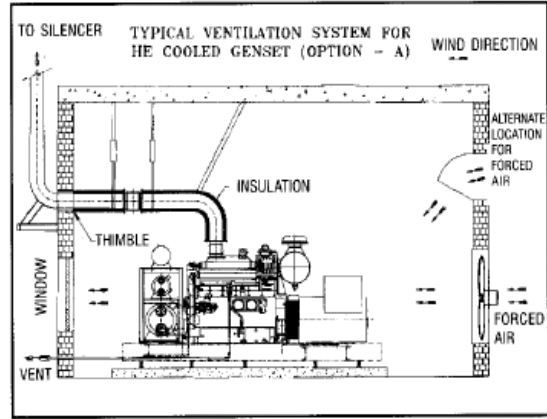 TO SILENCER
TYPICAL VENTILATION SYSTEM FOR
HE COOLED GENSET (OPTION - A)
WIND DIRECTION
ALTERNATE
LOCATION
FOR
FORCED
AIR
INSULATION
THIMBLE
WINDOW
FORCED
AIR
VENT